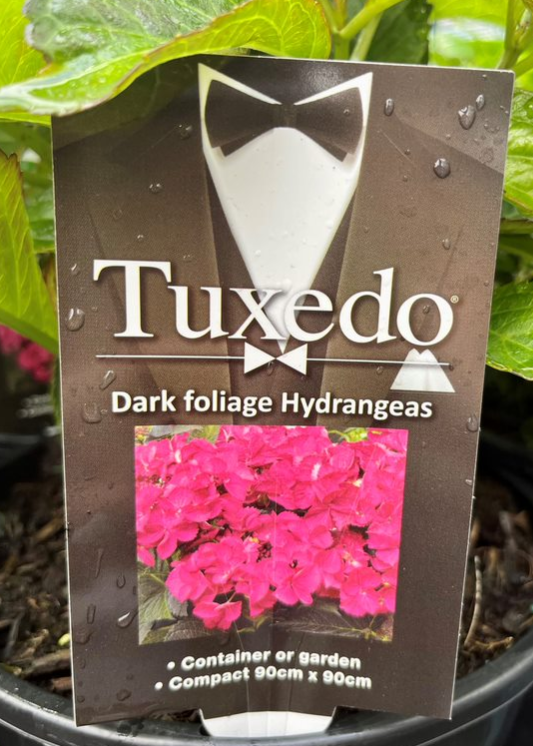 Tuxedo®
Dark foliage Hydrangeas
• Container or garden
• Compact 90cm x 90cm